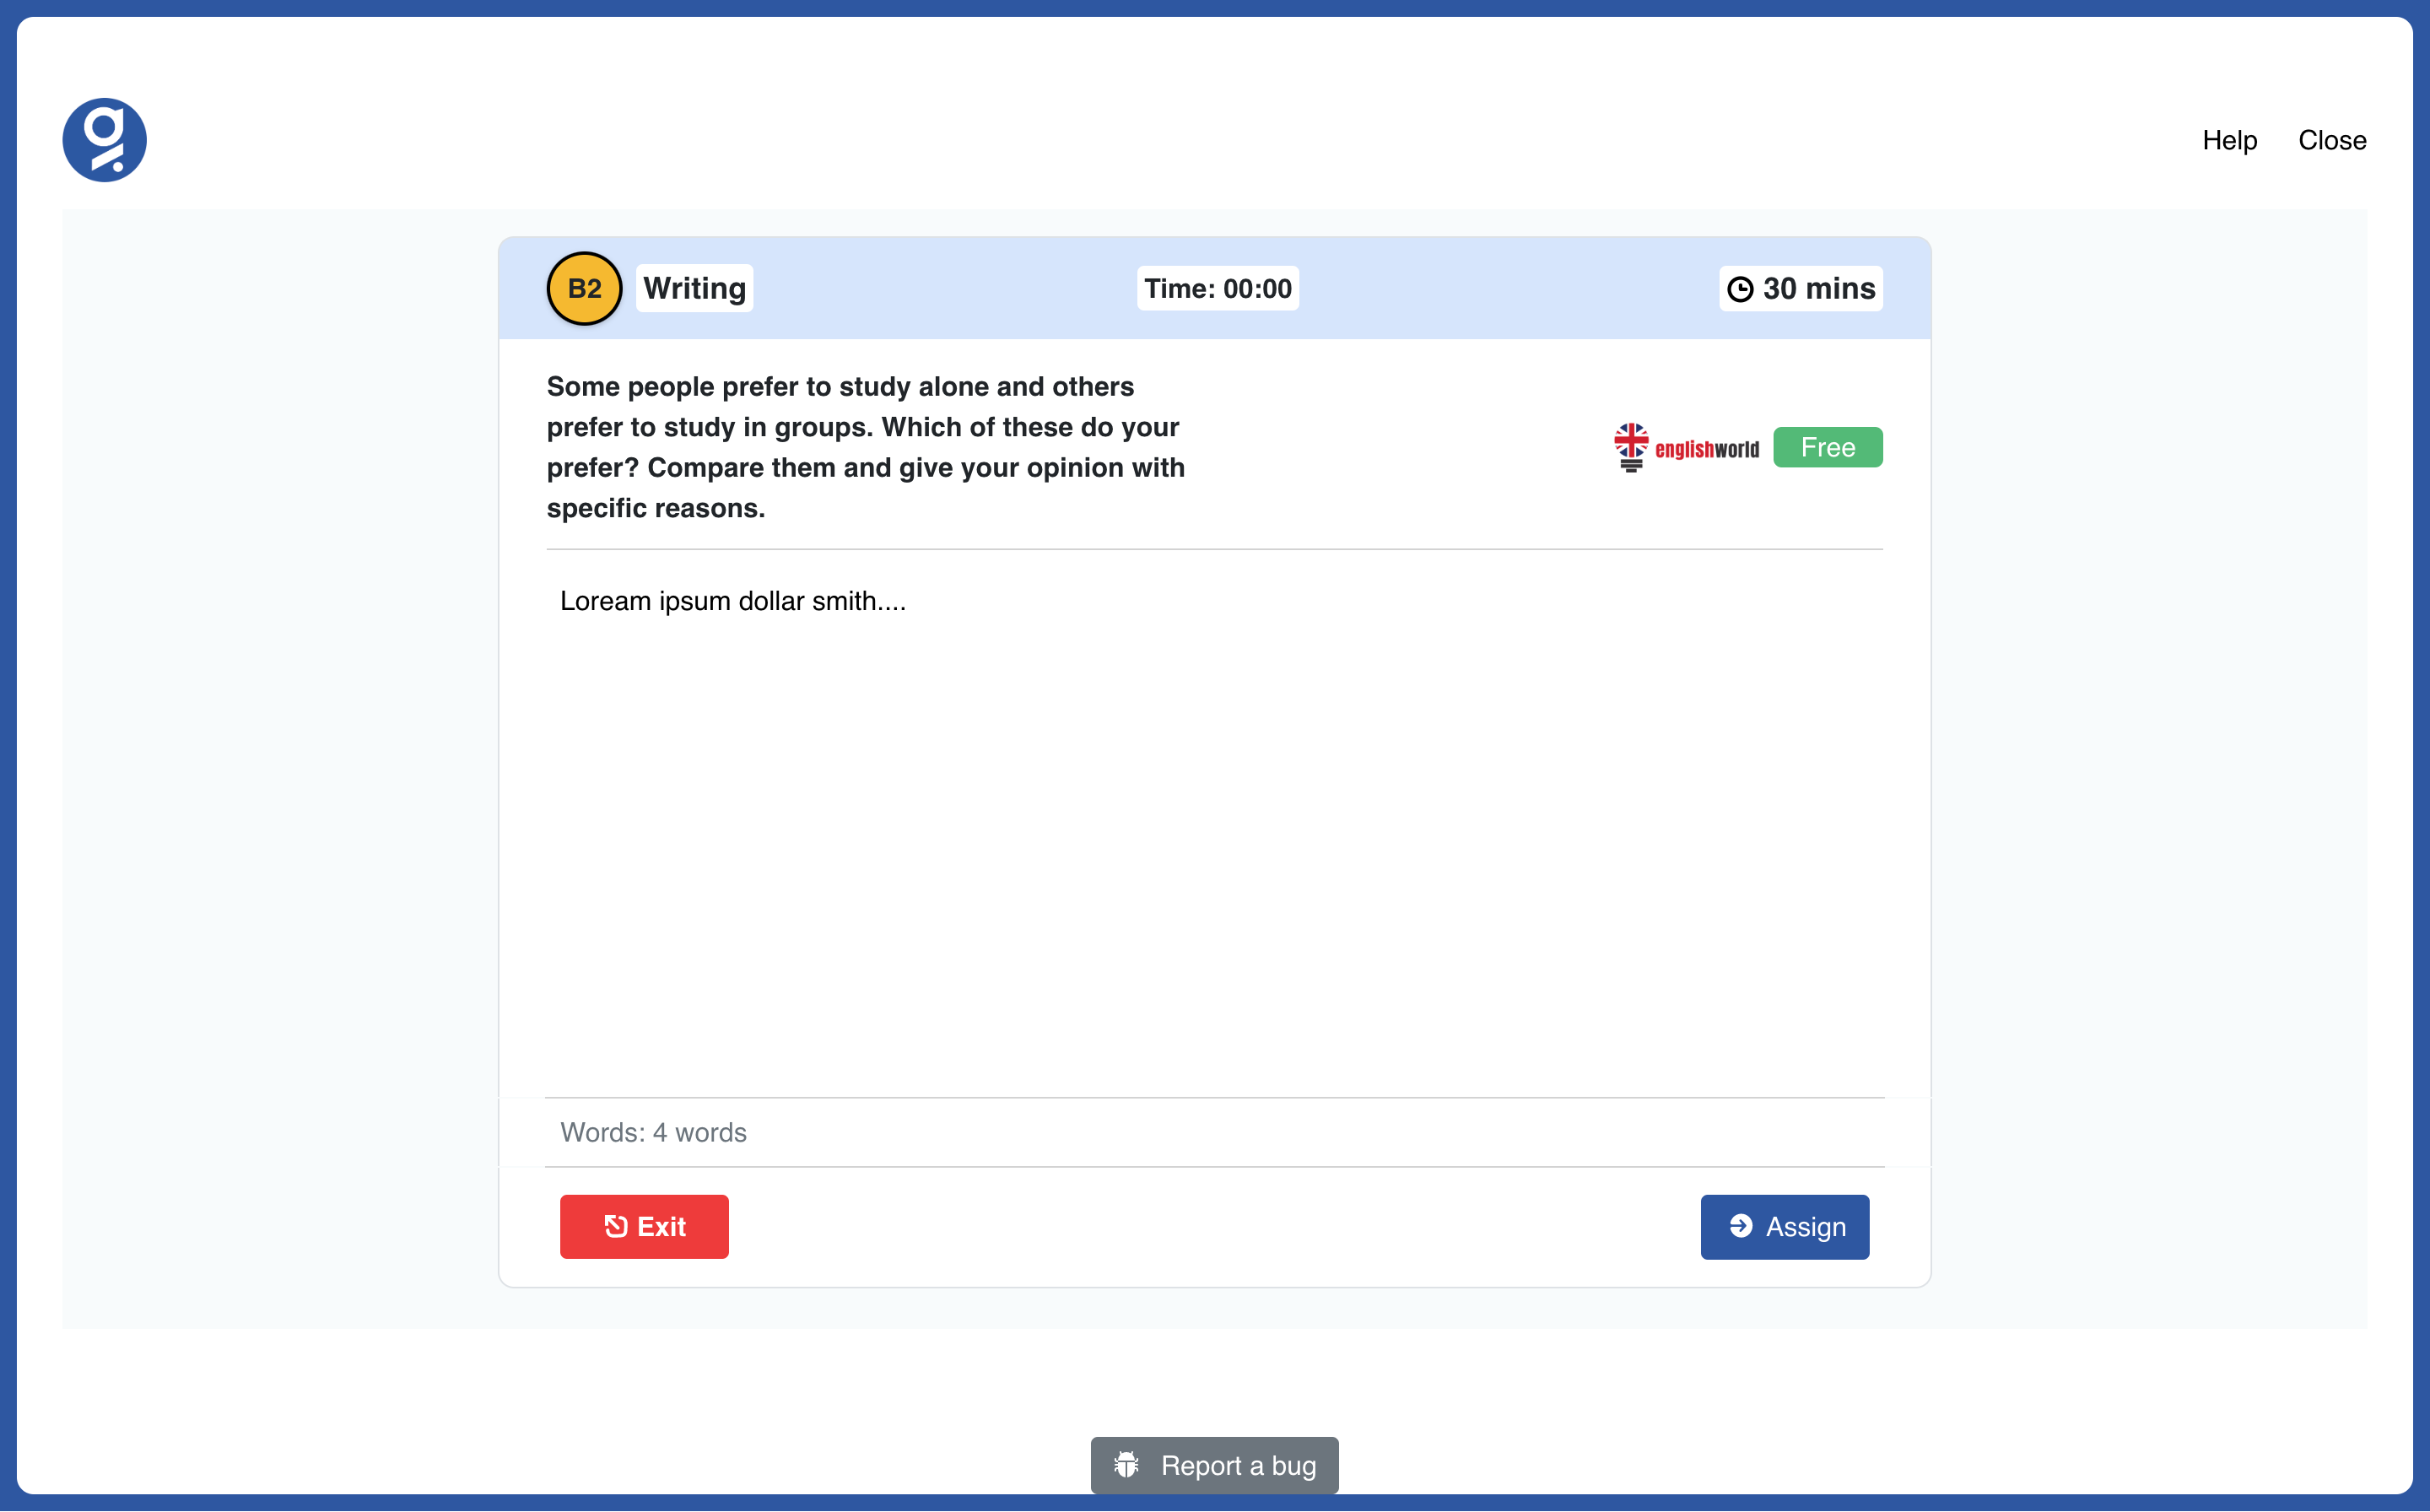 Help Close
B2 Writing Time: 00:00 30 mins
Some people prefer to study alone and others
prefer to study in groups. Which of these do your
prefer? Compare them and give your opinion with
specific reasons.
englishworld Free
Loream ipsum dollar smith....
Words: 4 words
Exit Assign
Report a bug